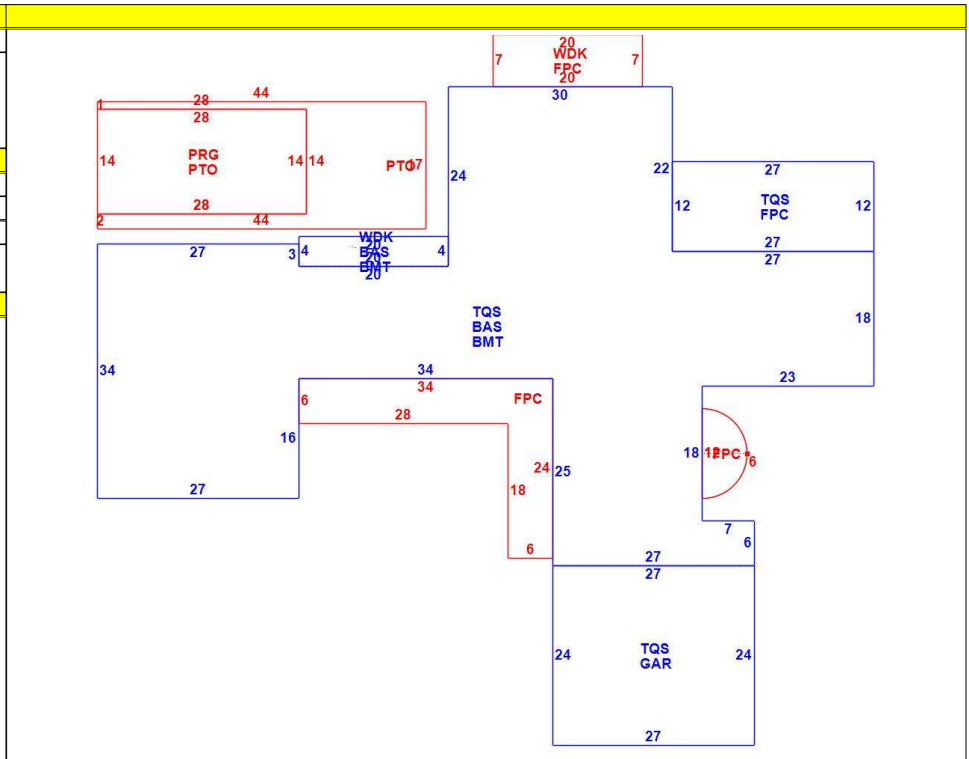 20
WDK
7 7
FPC
20
30
44
1 28
28
14 PRG 14 14 PTO 17
PTO
24
22 27
12 TQS 12
FPC
28
27
2 44
27
WDK
20
27 3 4 BAS 4
20
BMT
20
TQS
BAS
BMT
18
34
34
23
34
6 FPC
28
16
24 25
18 12 FPC 6
27
18
7
6
6
27
27
24 TQS 24
GAR
27